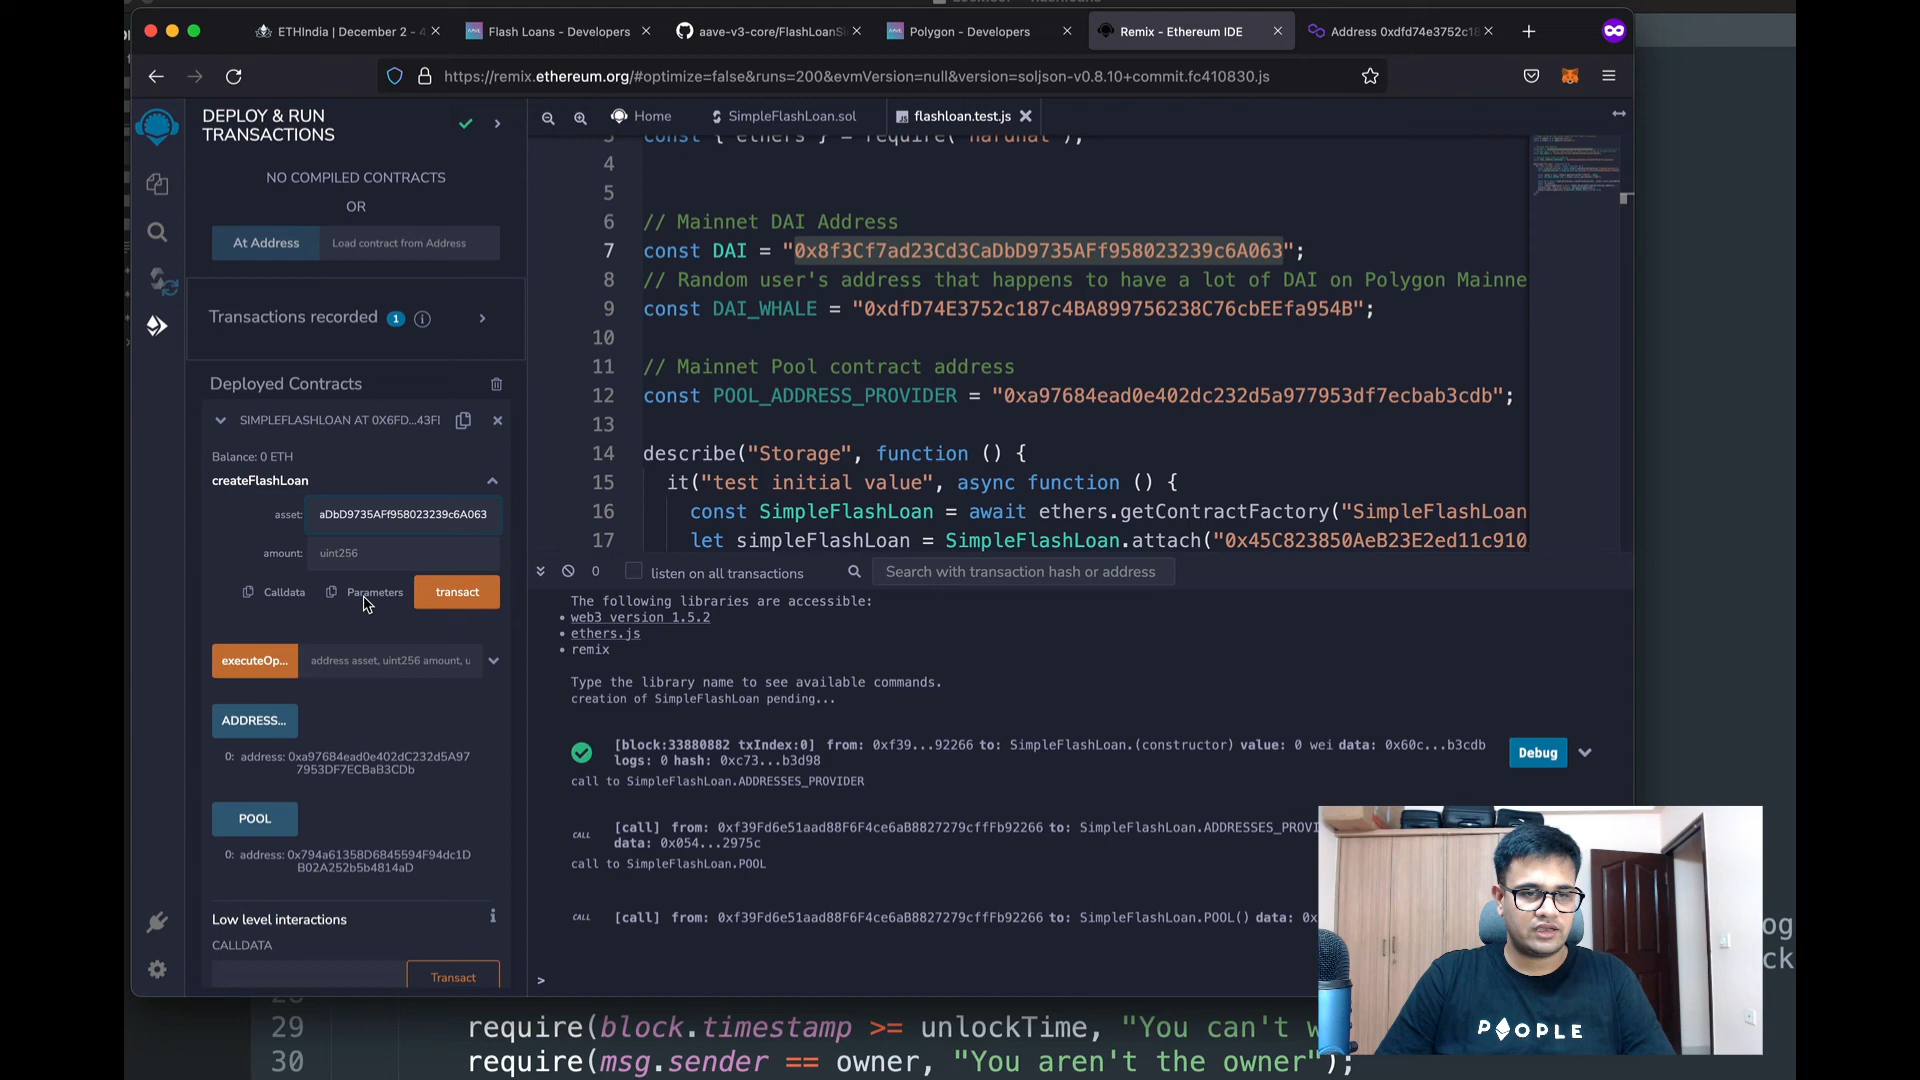 ETHIndia | December 2 - 4
Flash Loans - Developers
aave-v3-core/FlashLoanSi
Polygon - Developers
Remix - Ethereum IDE
Address 0xdfd74e3752c18
https://remix.ethereum.org/#optimize=false&runs=200&evmVersion=null&version=soljson-v0.8.10+commit.fc410830.js
DEPLOY & RUN
TRANSACTIONS
NO COMPILED CONTRACTS
OR
At Address
Load contract from Address
Transactions recorded 1
Deployed Contracts
SIMPLEFLASHLOAN AT 0X6FD...43FI
Balance: 0 ETH
createFlashLoan
asset: aDbD9735AFf958023239c6A063
amount: uint256
Calldata
Parameters
transact
executeOp...
address asset, uint256 amount, u
ADDRESS...
0: address: 0xa97684ead0e402dC232d5A97
7953DF7ECBaB3CDb
POOL
0: address: 0x794a61358D6845594F94dc1D
B02A252b5b4814aD
Low level interactions
CALLDATA
Transact
Home
SimpleFlashLoan.sol
flashloan.test.js
const { ethers } = require("hardhat");
4
5
6 // Mainnet DAI Address
7 const DAI = "0x8f3Cf7ad23Cd3CaDbD9735AFf958023239c6A063";
8 // Random user's address that happens to have a lot of DAI on Polygon Mainne
9 const DAI_WHALE = "0xdfD74E3752c187c4BA899756238C76cbEEfa954B";
10
11 // Mainnet Pool contract address
12 const POOL_ADDRESS_PROVIDER = "0xa97684ead0e402dc232d5a977953df7ecbab3cdb";
13
14 describe("Storage", function () {
15 it("test initial value", async function () {
16 const SimpleFlashLoan = await ethers.getContractFactory("SimpleFlashLoan
17 let simpleFlashLoan = SimpleFlashLoan.attach("0x45C823850AeB23E2ed11c910
0
listen on all transactions
Search with transaction hash or address
The following libraries are accessible:
• web3 version 1.5.2
• ethers.js
• remix
Type the library name to see available commands.
creation of SimpleFlashLoan pending...
[block:33880882 txIndex:0] from: 0xf39...92266 to: SimpleFlashLoan.(constructor) value: 0 wei data: 0x60c...b3cdb
logs: 0 hash: 0xc73...b3d98
Debug
call to SimpleFlashLoan.ADDRESSES_PROVIDER
CALL [call] from: 0xf39Fd6e51aad88F6F4ce6aB8827279cffFb92266 to: SimpleFlashLoan.ADDRESSES_PROVI
data: 0x054...2975c
call to SimpleFlashLoan.POOL
CALL [call] from: 0xf39Fd6e51aad88F6F4ce6aB8827279cffFb92266 to: SimpleFlashLoan.POOL() data: 0x
>
og
ck
29 require(block.timestamp >= unlockTime, "You can't w
30 require(msg.sender == owner, "You aren't the owner");
PEOPLE